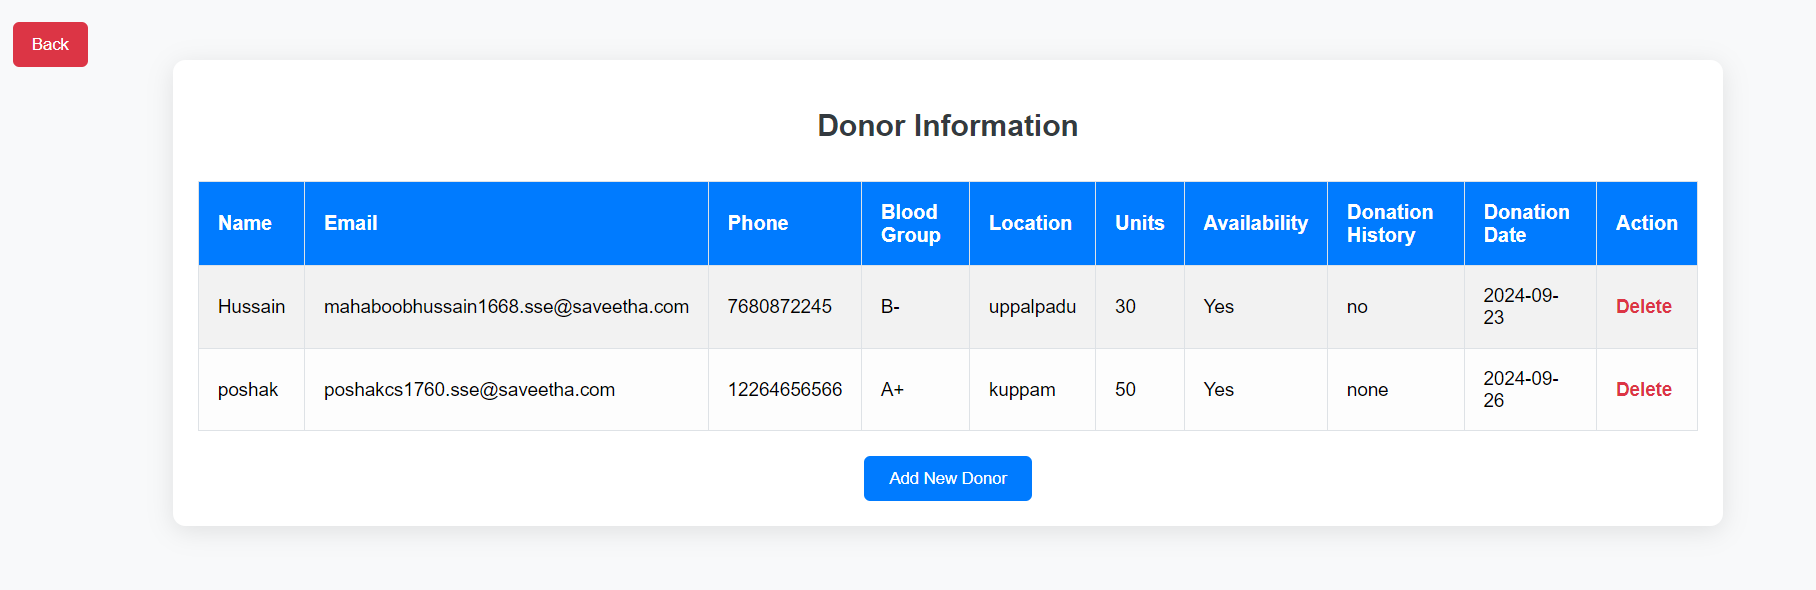 Back
Donor Information
Name Email Phone Blood Group Location Units Availability Donation History Donation Date Action
Hussain mahaboobhussain1668.sse@saveetha.com 7680872245 B- uppalpadu 30 Yes no 2024-09-23 Delete
poshak poshakcs1760.sse@saveetha.com 12264656566 A+ kuppam 50 Yes none 2024-09-26 Delete
Add New Donor